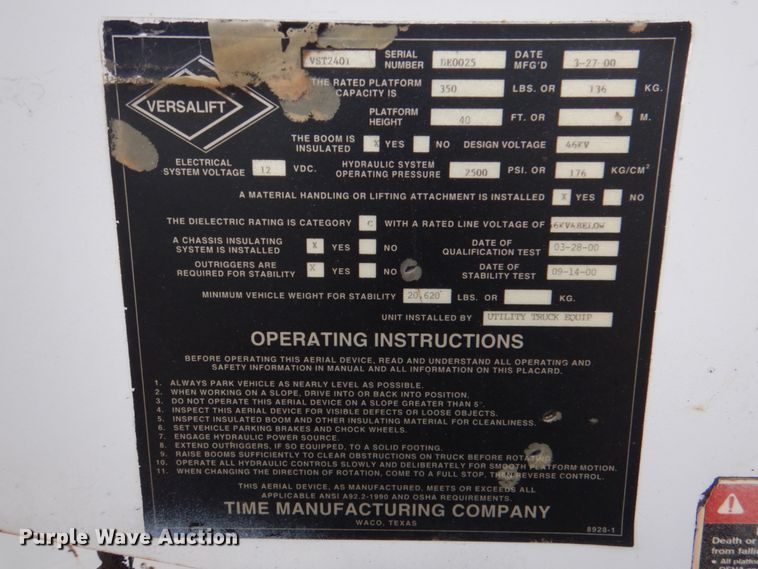 VERSALIFT
VST2401 SERIAL NUMBER DATE MFG'D 3-27-00
THE RATED PLATFORM CAPACITY IS 350 LBS. OR 136 KG.
PLATFORM HEIGHT 40 FT. OR M.
THE BOOM IS INSULATED X YES NO DESIGN VOLTAGE 46KV
ELECTRICAL SYSTEM VOLTAGE 12 VDC. HYDRAULIC SYSTEM OPERATING PRESSURE 2500 PSI. OR 176 KG/CM²
A MATERIAL HANDLING OR LIFTING ATTACHMENT IS INSTALLED X YES NO
THE DIELECTRIC RATING IS CATEGORY C WITH A RATED LINE VOLTAGE OF 46KV&BELOW
A CHASSIS INSULATING SYSTEM IS INSTALLED X YES NO DATE OF QUALIFICATION TEST 03-28-00
OUTRIGGERS ARE REQUIRED FOR STABILITY X YES NO DATE OF STABILITY TEST 09-14-00
MINIMUM VEHICLE WEIGHT FOR STABILITY 20,620 LBS. OR KG.
UNIT INSTALLED BY UTILITY TRUCK EQUIP
OPERATING INSTRUCTIONS
BEFORE OPERATING THIS AERIAL DEVICE, READ AND UNDERSTAND ALL OPERATING AND
SAFETY INFORMATION IN MANUAL AND ALL INFORMATION ON THIS PLACARD.
1. ALWAYS PARK VEHICLE AS NEARLY LEVEL AS POSSIBLE.
2. WHEN WORKING ON A SLOPE, DRIVE INTO OR BACK INTO POSITION.
3. DO NOT OPERATE THIS AERIAL DEVICE ON A SLOPE GREATER THAN 5°.
4. INSPECT THIS AERIAL DEVICE FOR VISIBLE DEFECTS OR LOOSE OBJECTS.
5. INSPECT INSULATED BOOM AND OTHER INSULATING MATERIAL FOR CLEANLINESS.
6. SET VEHICLE PARKING BRAKES AND CHOCK WHEELS.
7. ENGAGE HYDRAULIC POWER SOURCE.
8. EXTEND OUTRIGGERS, IF SO EQUIPPED, TO A SOLID FOOTING.
9. RAISE BOOMS SUFFICIENTLY TO CLEAR OBSTRUCTIONS ON TRUCK BEFORE ROTATING.
10. OPERATE ALL HYDRAULIC CONTROLS SLOWLY AND DELIBERATELY FOR SMOOTH PLATFORM MOTION.
11. WHEN CHANGING THE DIRECTION OF ROTATION, COME TO A FULL STOP, THEN REVERSE CONTROL.
THIS AERIAL DEVICE, AS MANUFACTURED, MEETS OR EXCEEDS ALL
APPLICABLE ANSI A92.2-1990 AND OSHA REQUIREMENTS.
TIME MANUFACTURING COMPANY
WACO, TEXAS
8928-1
Death or
from falli
• All platfo
Purple Wave Auction